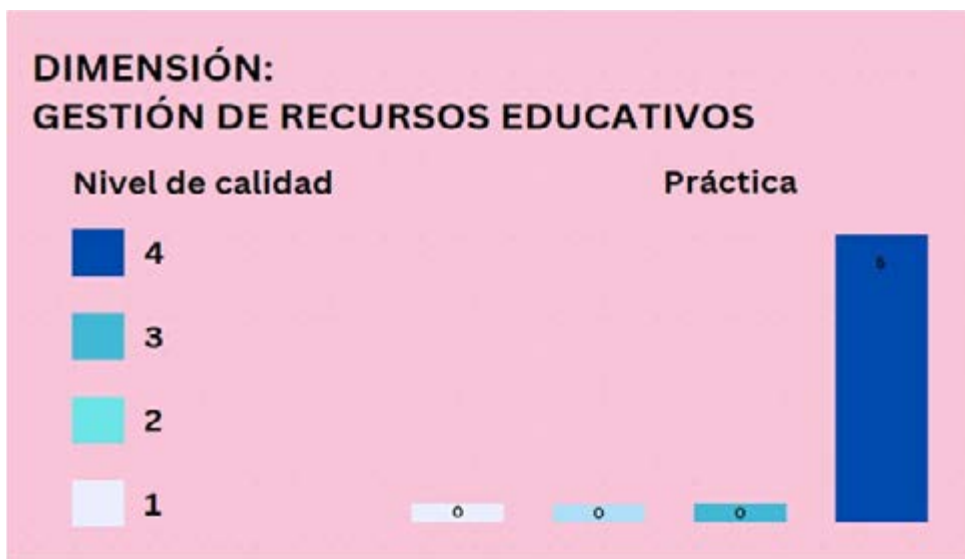 DIMENSIÓN:
GESTIÓN DE RECURSOS EDUCATIVOS
Nivel de calidad
Práctica
4
3
2
1
0
0
0